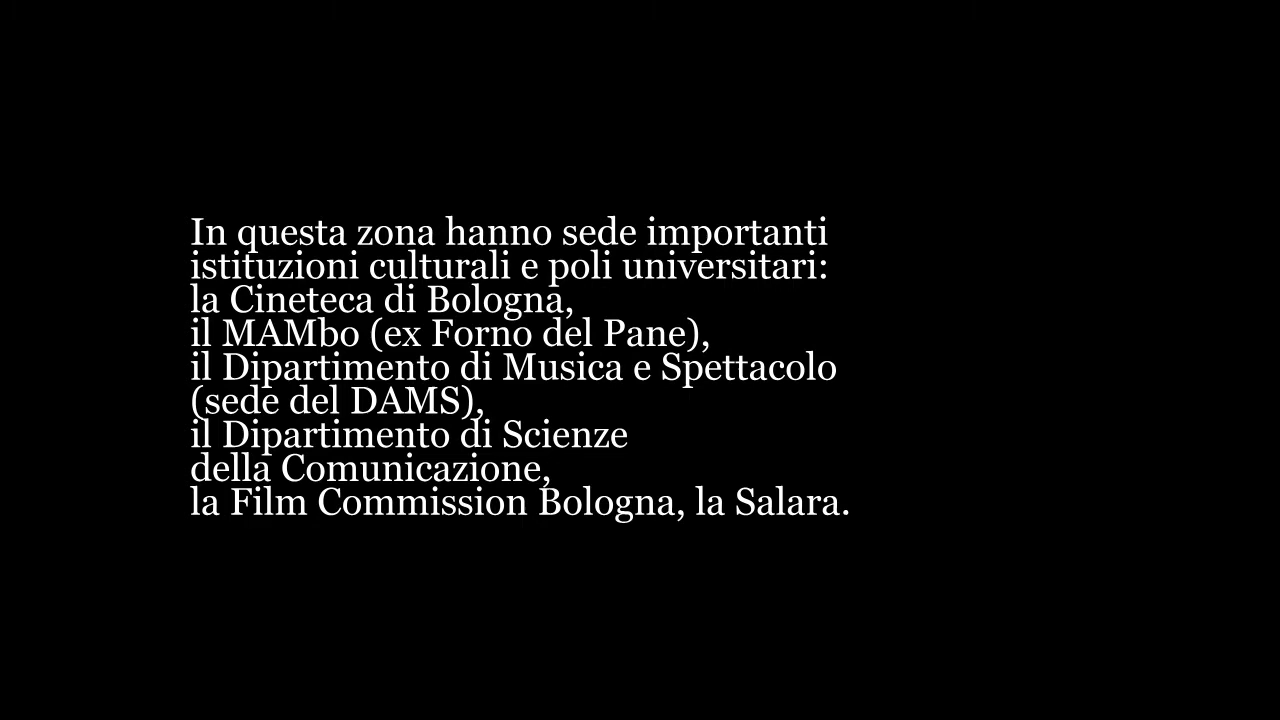 In questa zona hanno sede importanti
istituzioni culturali e poli universitari:
la Cineteca di Bologna,
il MAMbo (ex Forno del Pane),
il Dipartimento di Musica e Spettacolo
(sede del DAMS),
il Dipartimento di Scienze
della Comunicazione,
la Film Commission Bologna, la Salara.